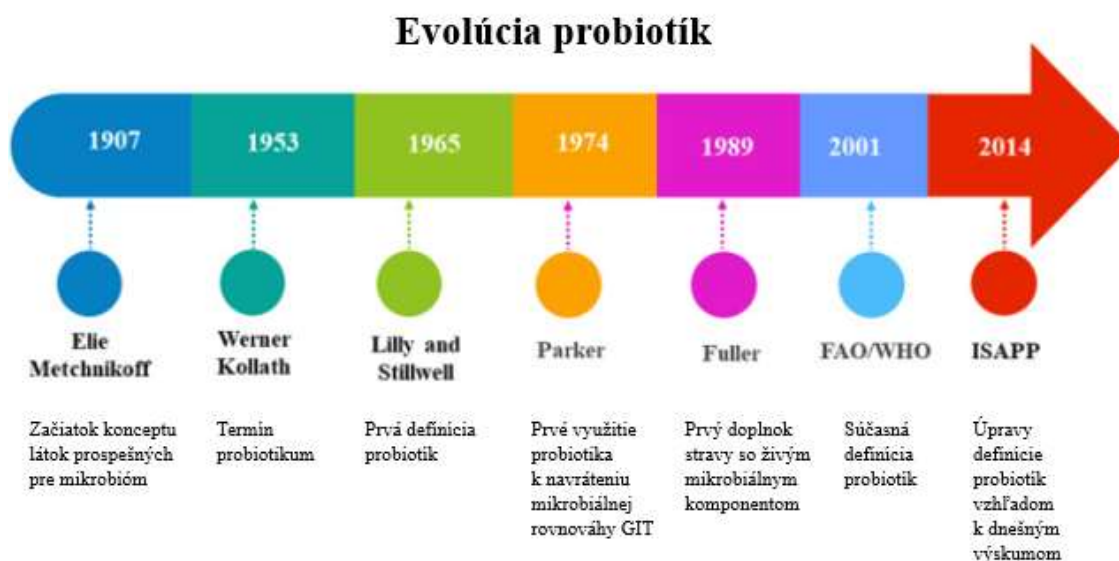 Evolúcia probiotík
1907
1953
1965
1974
1989
2001
2014
Elie
Metchnikoff
Werner
Kollath
Lilly and
Stillwell
Parker
Fuller
FAO/WHO
ISAPP
Začiatok konceptu
látok prospešných
pre mikrobióm
Termín
probiotikum
Prvá definícia
probiotík
Prvé využitie
probiotika
k navráteniu
mikrobiálnej
rovnováhy GIT
Prvý doplnok
stravy so živým
mikrobiálnym
komponentom
Súčasná
definícia
probiotík
Úpravy
definície
probiotík
vzhľadom
k dnešným
výskumom